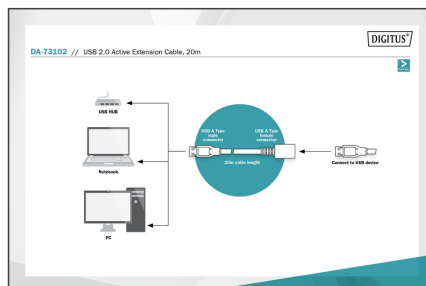 DIGITUS®
DA-73102 // USB 2.0 Active Extension Cable, 20m
USB HUB
USB A Type
male
connector
USB A Type
female
connector
20m cable length
Connect to USB device
Notebook
PC